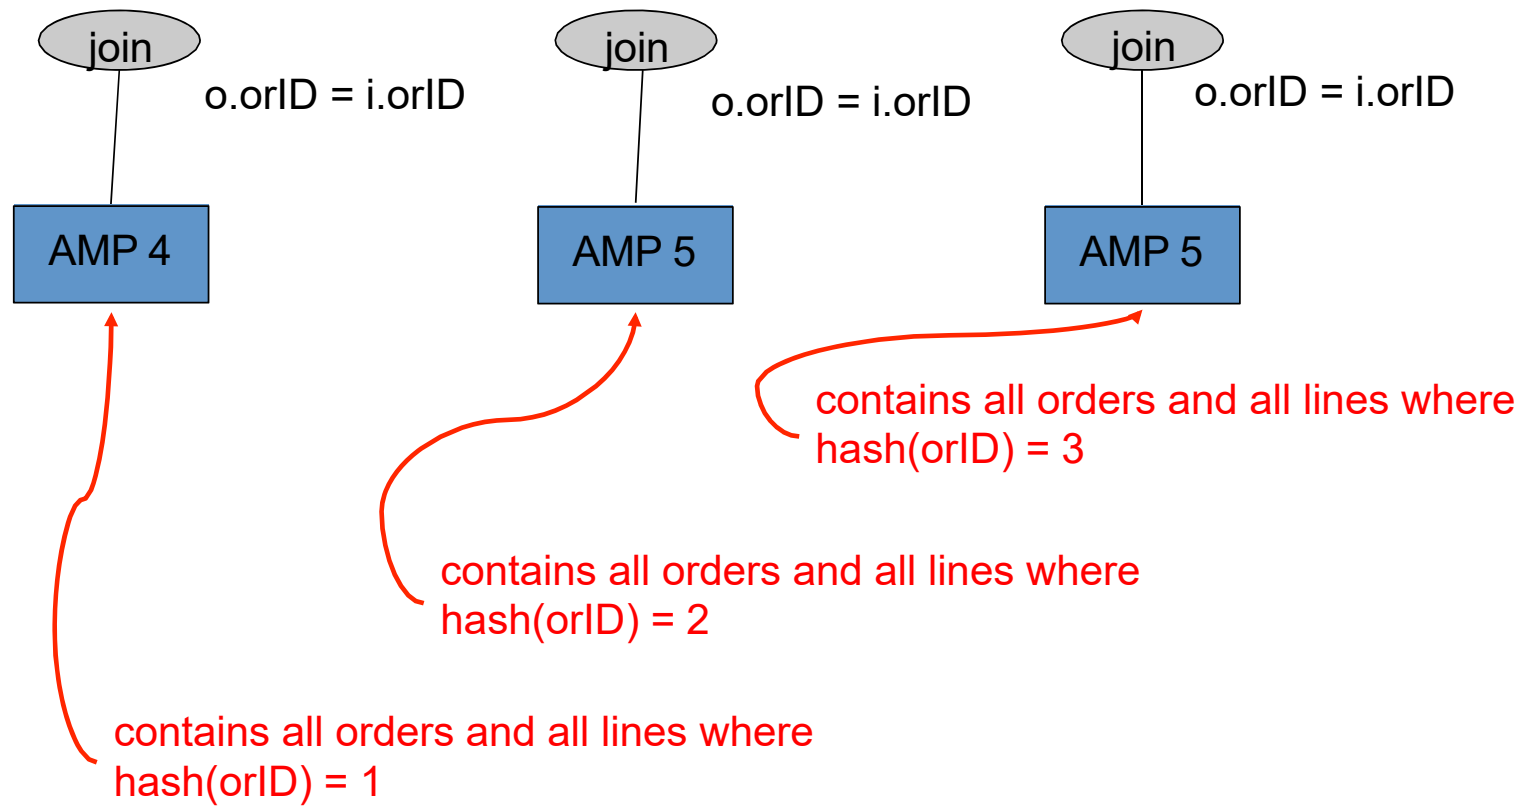 join
join
join
o.orID = i.orID
o.orID = i.orID
o.orID = i.orID
AMP 4
AMP 5
AMP 5
contains all orders and all lines where
hash(orID) = 3
contains all orders and all lines where
hash(orID) = 2
contains all orders and all lines where
hash(orID) = 1